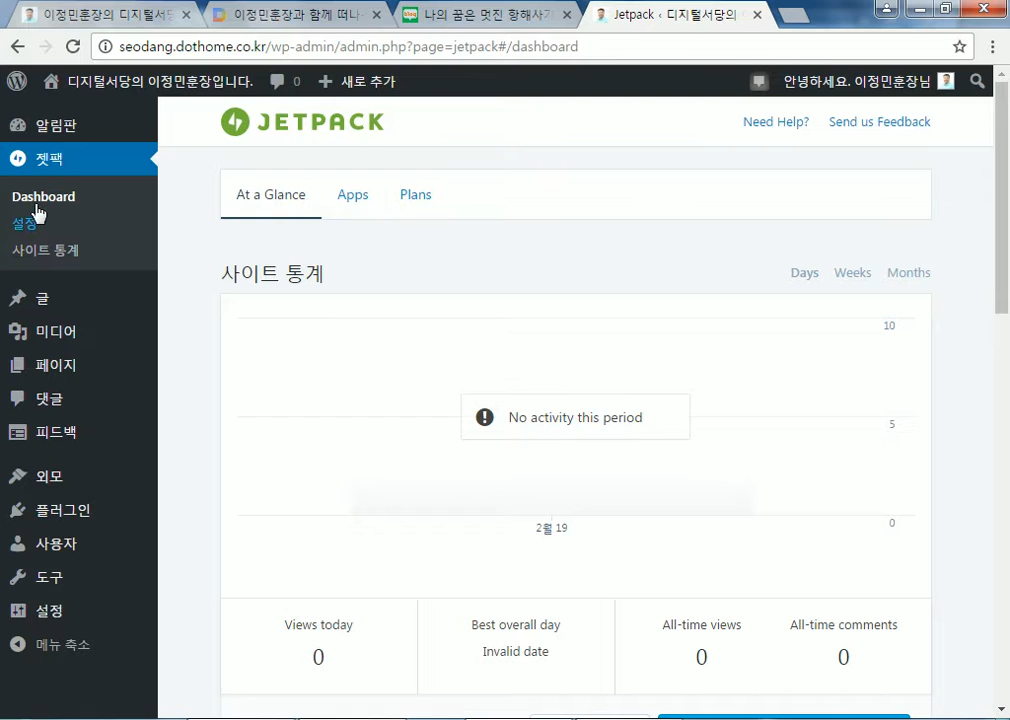 이정민훈장의 디지털서당
이정민훈장과 함께 떠나
나의 꿈은 멋진 항해사가
Jetpack ‹ 디지털서당의
seodang.dothome.co.kr/wp-admin/admin.php?page=jetpack#/dashboard
디지털서당의 이정민훈장입니다.
0
새로 추가
안녕하세요. 이정민훈장님
알림판
젯팩
Dashboard
설정
사이트 통계
글
미디어
페이지
댓글
피드백
외모
플러그인
사용자
도구
설정
메뉴 축소
JETPACK
Need Help?
Send us Feedback
At a Glance
Apps
Plans
사이트 통계
Days
Weeks
Months
10
5
0
No activity this period
2월 19
Views today
0
Best overall day
Invalid date
All-time views
0
All-time comments
0